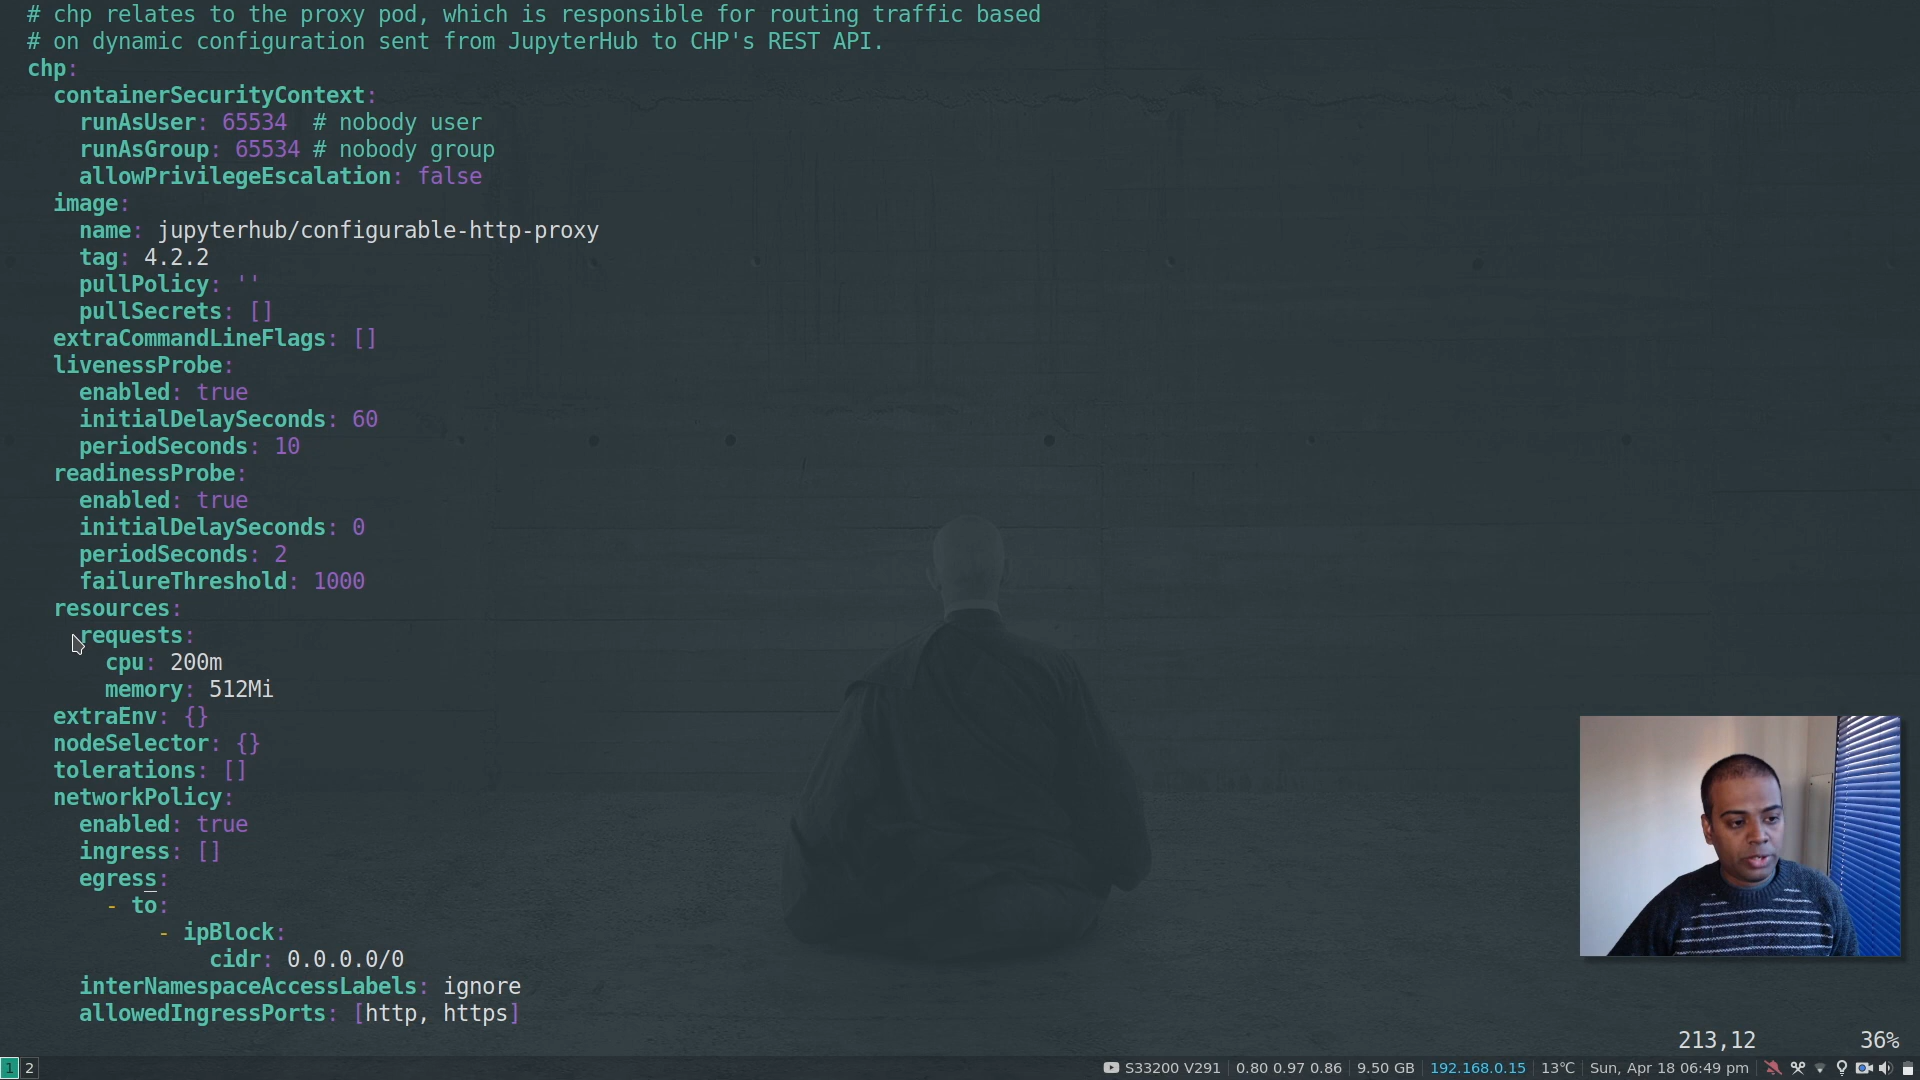 # chp relates to the proxy pod, which is responsible for routing traffic based
# on dynamic configuration sent from JupyterHub to CHP's REST API.
chp:
  containerSecurityContext:
    runAsUser: 65534  # nobody user
    runAsGroup: 65534 # nobody group
    allowPrivilegeEscalation: false
  image:
    name: jupyterhub/configurable-http-proxy
    tag: 4.2.2
    pullPolicy: ''
    pullSecrets: []
  extraCommandLineFlags: []
  livenessProbe:
    enabled: true
    initialDelaySeconds: 60
    periodSeconds: 10
  readinessProbe:
    enabled: true
    initialDelaySeconds: 0
    periodSeconds: 2
    failureThreshold: 1000
  resources:
    requests:
      cpu: 200m
      memory: 512Mi
  extraEnv: {}
  nodeSelector: {}
  tolerations: []
  networkPolicy:
    enabled: true
    ingress: []
    egress:
      - to:
          - ipBlock:
              cidr: 0.0.0.0/0
    interNamespaceAccessLabels: ignore
    allowedIngressPorts: [http, https]
213,12 36%
1 2 S33200 V291 0.80 0.97 0.86 9.50 GB 192.168.0.15 13℃ Sun, Apr 18 06:49 pm